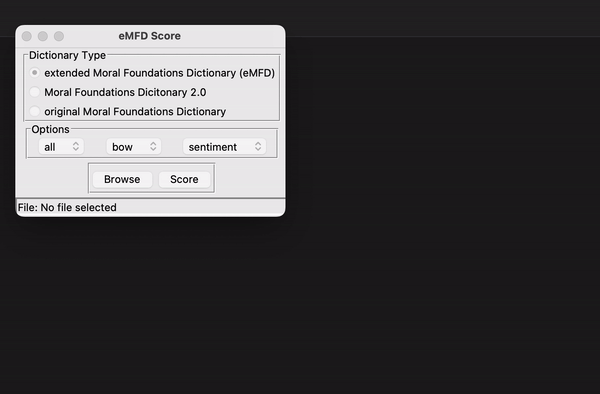 eMFD Score
Dictionary Type
extended Moral Foundations Dictionary (eMFD)
Moral Foundations Dicitonary 2.0
original Moral Foundations Dictionary
Options
all bow sentiment
Browse Score
File: No file selected